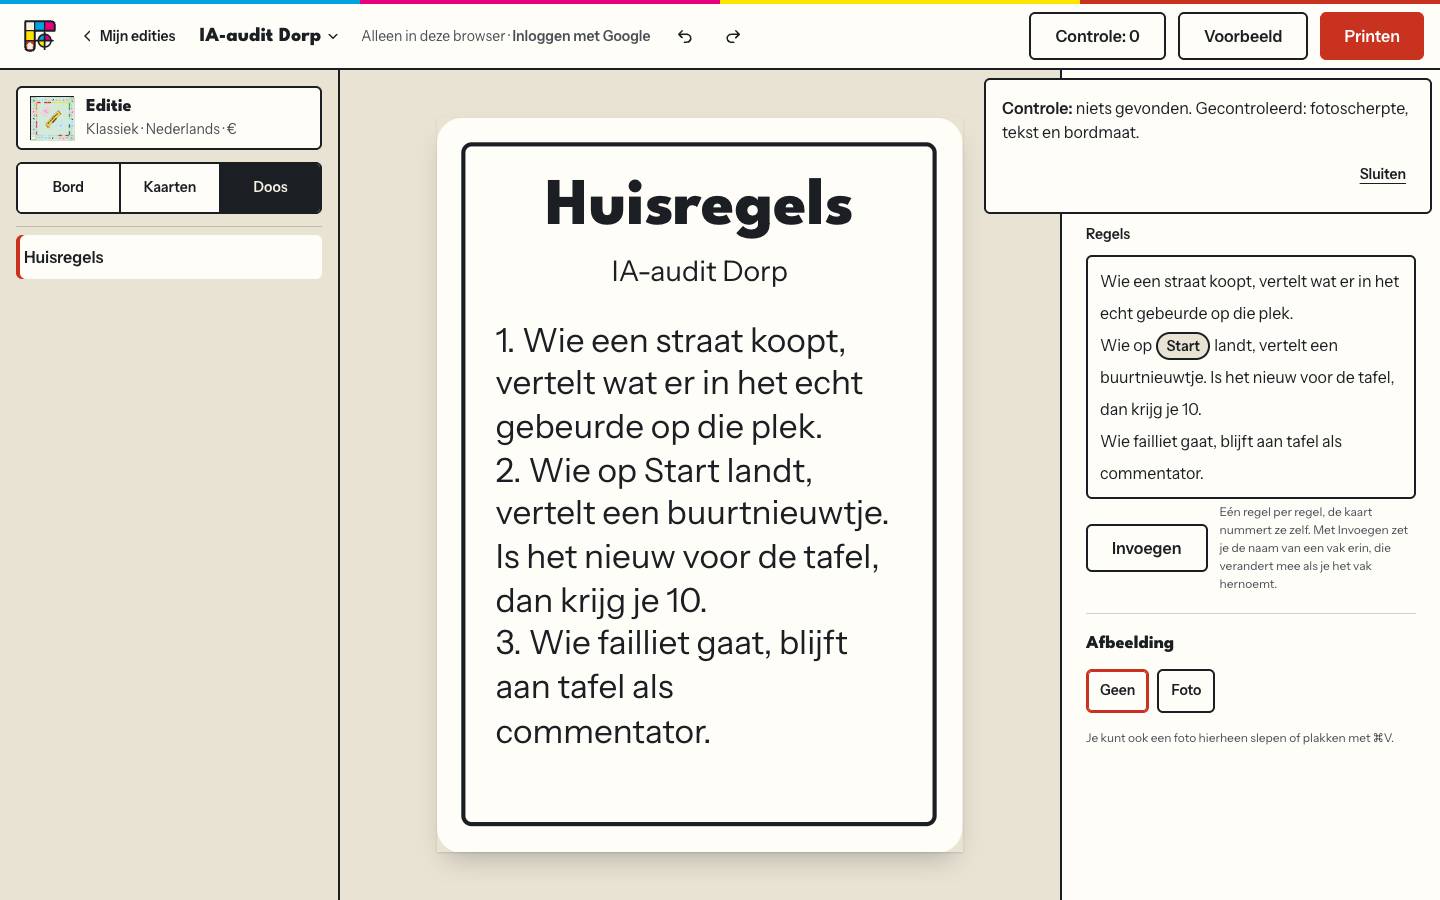 Mijn edities
IA-audit Dorp
Alleen in deze browser · Inloggen met Google
Controle: 0
Voorbeeld
Printen
Editie
Klassiek · Nederlands · €
Bord
Kaarten
Doos
Huisregels
Huisregels
IA-audit Dorp
1. Wie een straat koopt,
vertelt wat er in het echt
gebeurde op die plek.
2. Wie op Start landt,
vertelt een buurtnieuwtje.
Is het nieuw voor de tafel,
dan krijg je 10.
3. Wie failliet gaat, blijft
aan tafel als
commentator.
Controle: niets gevonden. Gecontroleerd: fotoscherpte,
tekst en bordmaat.
Sluiten
Regels
Wie een straat koopt, vertelt wat er in het
echt gebeurde op die plek.
Wie op Start landt, vertelt een
buurtnieuwtje. Is het nieuw voor de tafel,
dan krijg je 10.
Wie failliet gaat, blijft aan tafel als
commentator.
Invoegen
Eén regel per regel, de kaart
nummert ze zelf. Met Invoegen zet
je de naam van een vak erin, die
verandert mee als je het vak
hernoemt.
Afbeelding
Geen
Foto
Je kunt ook een foto hierheen slepen of plakken met ⌘V.